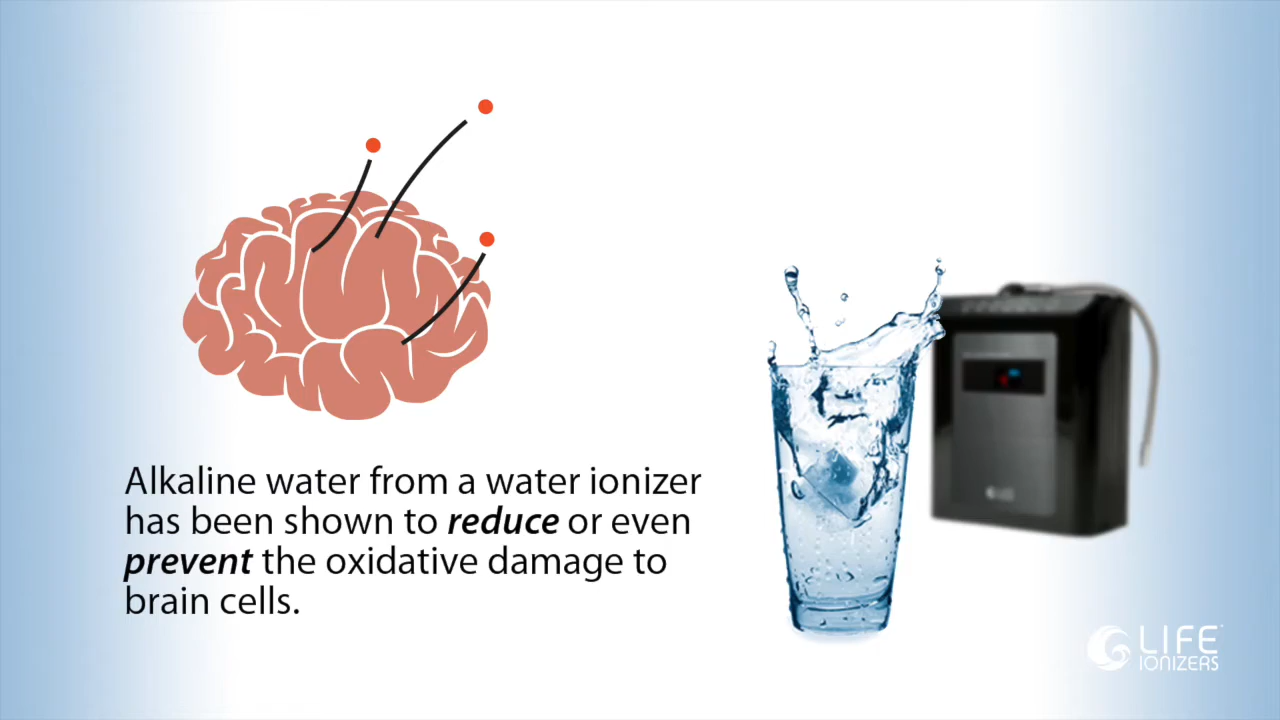 Alkaline water from a water ionizer
has been shown to reduce or even
prevent the oxidative damage to
brain cells.
LIFE
IONIZERS